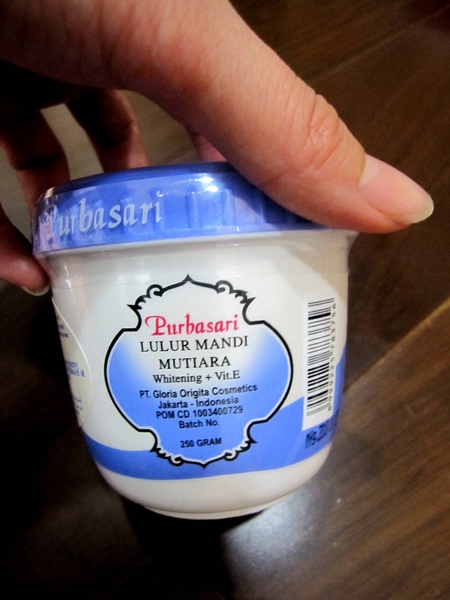 Purbasari
Purbasari
LULUR MANDI
MUTIARA
Whitening + Vit.E
PT. Gloria Origita Cosmetics
Jakarta - Indonesia
POM CD 1003400729
Batch No.
250 GRAM